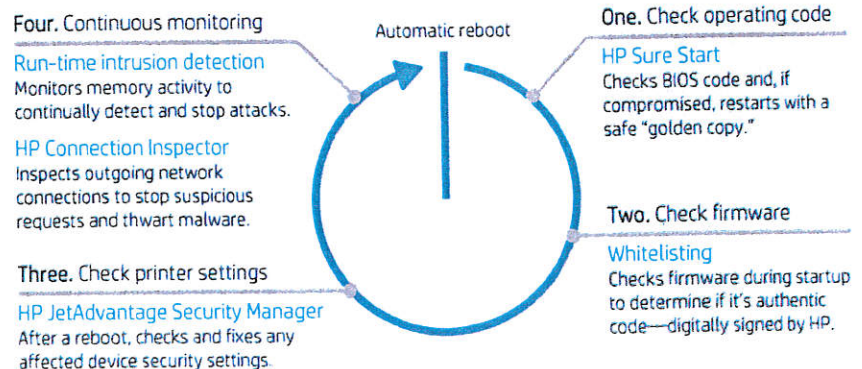 Automatic reboot
One. Check operating code
HP Sure Start
Checks BIOS code and, if
compromised, restarts with a
safe “golden copy.”
Two. Check firmware
Whitelisting
Checks firmware during startup
to determine if it’s authentic
code—digitally signed by HP.
Three. Check printer settings
HP JetAdvantage Security Manager
After a reboot, checks and fixes any
affected device security settings.
Four. Continuous monitoring
Run-time intrusion detection
Monitors memory activity to
continually detect and stop attacks.
HP Connection Inspector
Inspects outgoing network
connections to stop suspicious
requests and thwart malware.